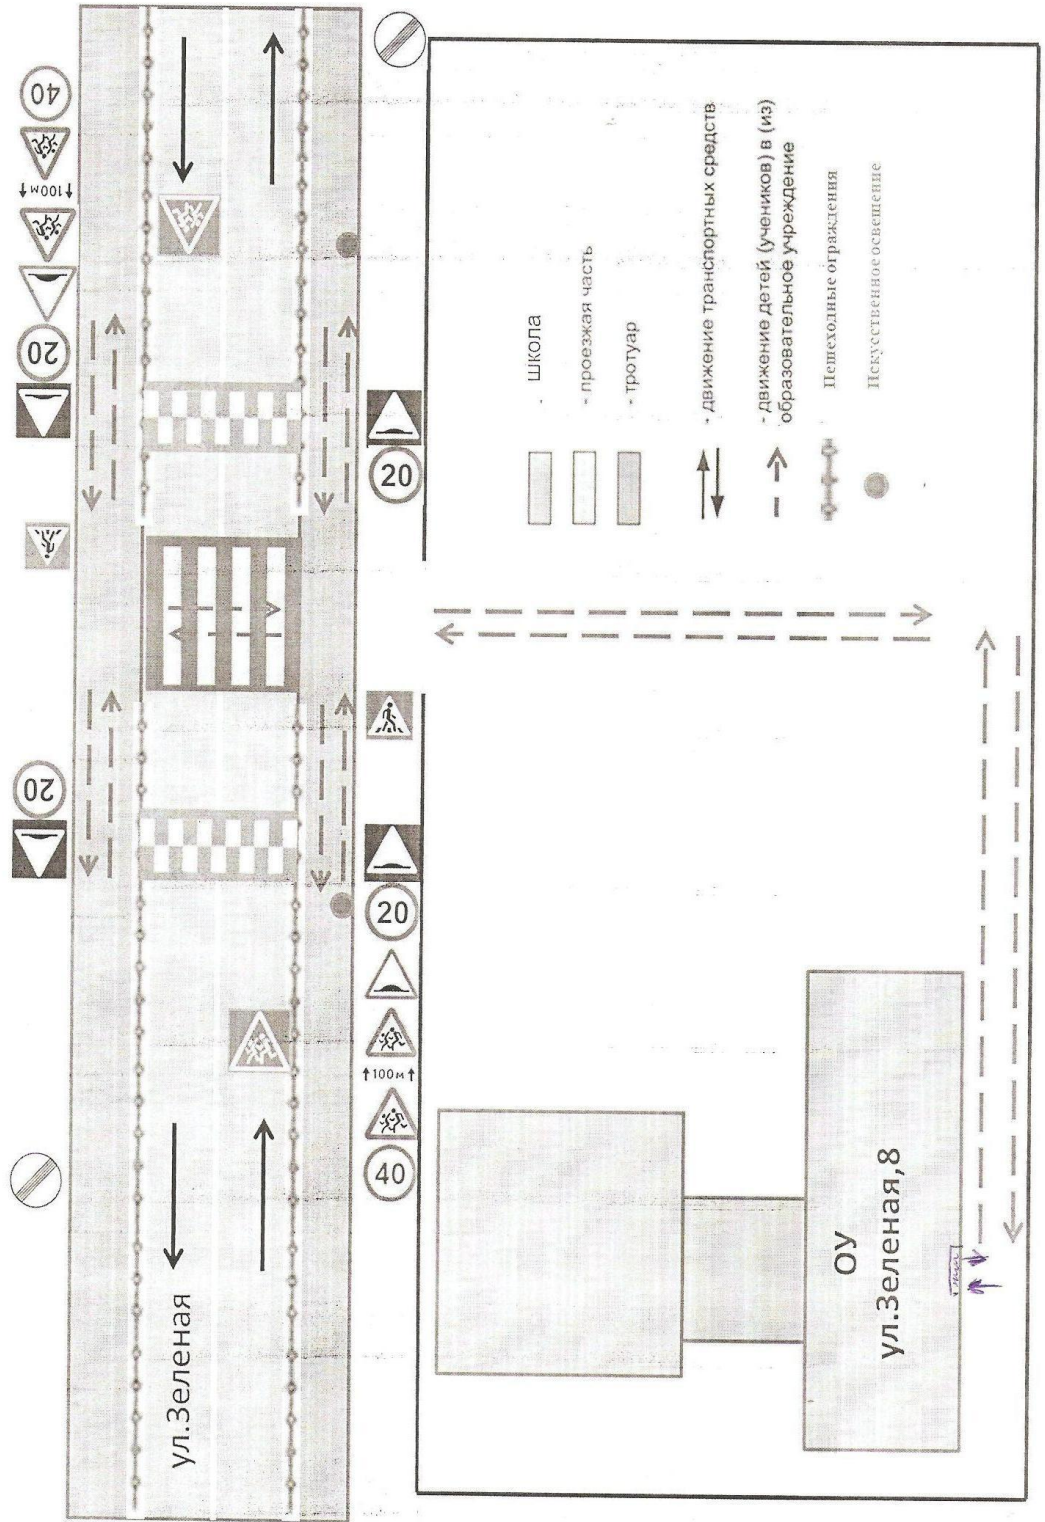 40
↑100м↑
20
20
20
20
↑100м↑
40
ул.Зеленая
- школа
- проезжая часть
- тротуар
- движение транспортных средств
- движение детей (учеников) в (из)
образовательное учреждение
Пешеходные ограждения
Искусственное освещение
ОУ
ул.Зеленая,8